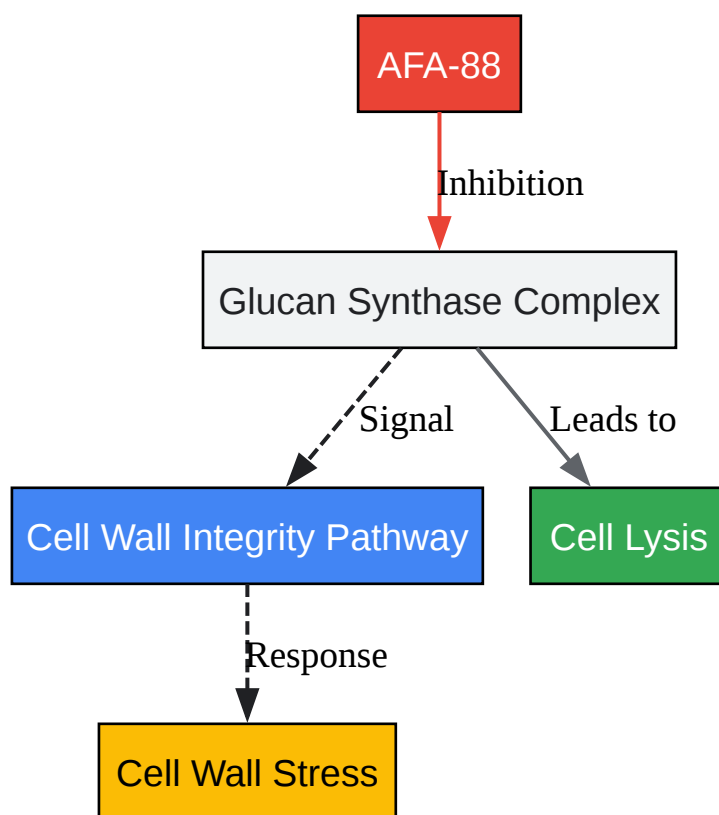 AFA-88
Inhibition
Glucan Synthase Complex
Signal
Leads to
Cell Wall Integrity Pathway
Cell Lysis
Response
Cell Wall Stress